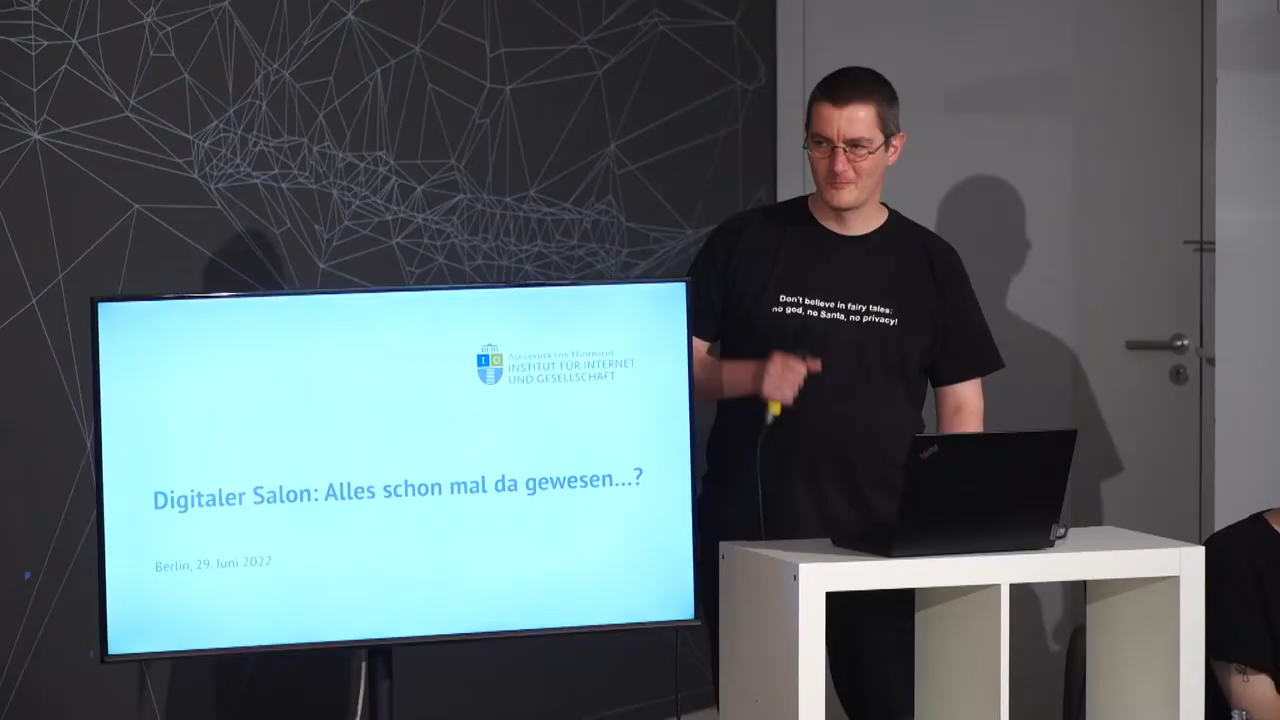 ALEXANDER VON HUMBOLDT
INSTITUT FÜR INTERNET
UND GESELLSCHAFT
Digitaler Salon: Alles schon mal da gewesen...?
Berlin, 29. Juni 2022
Don't believe in fairy tales:
no god, no Santa, no privacy!
ThinkPad